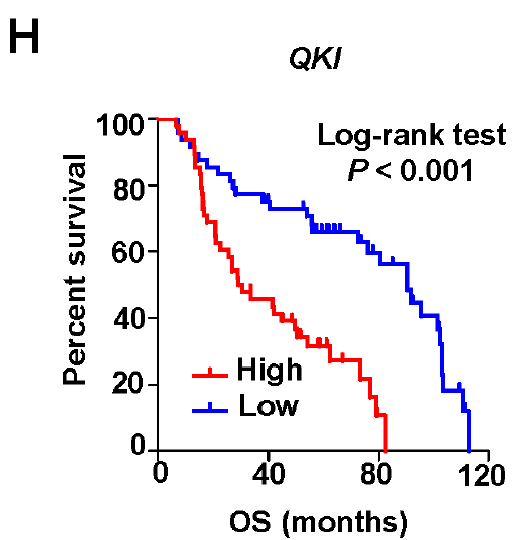 H
QKI
Log-rank test
P < 0.001
Percent survival
100
80
60
40
20
0
High
Low
0 40 80 120
OS (months)